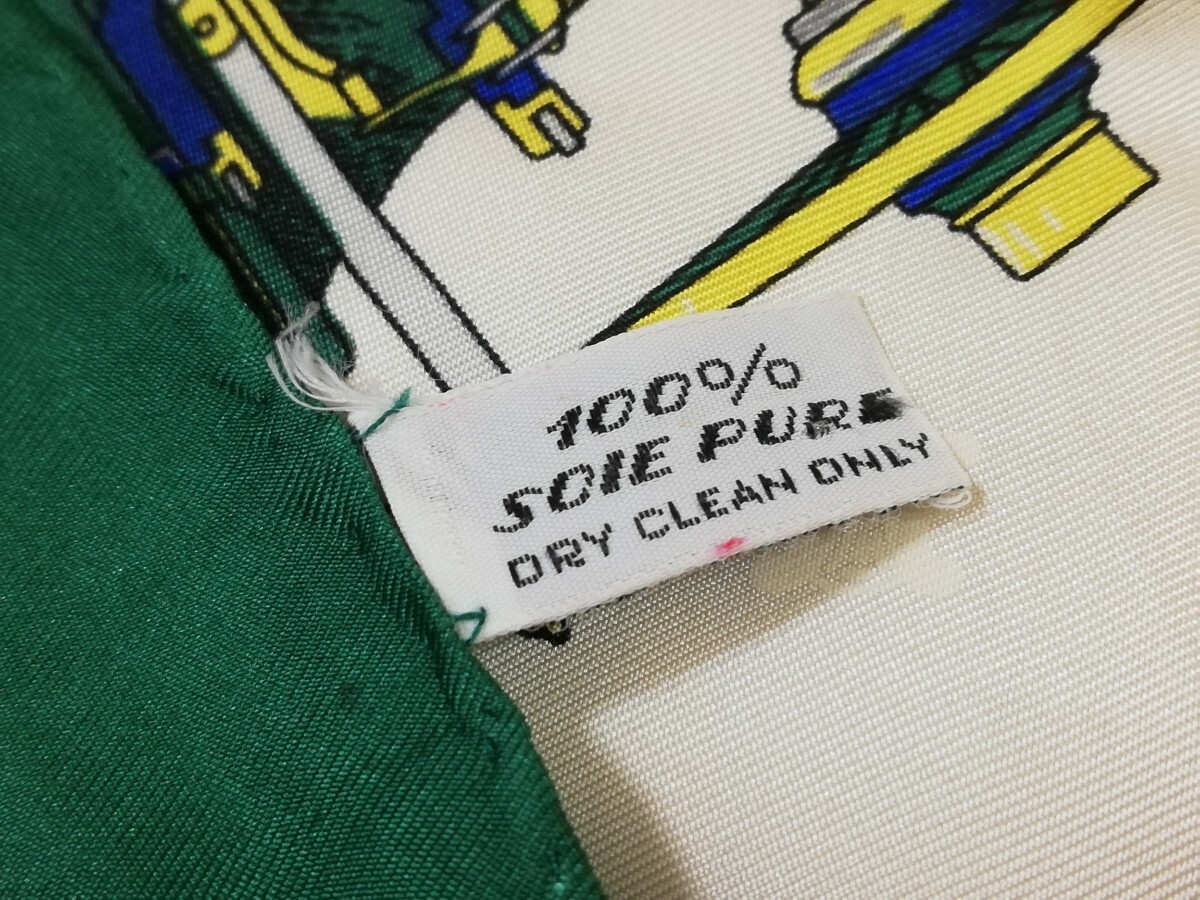 100%
SOIE PURE
DRY CLEAN ONLY